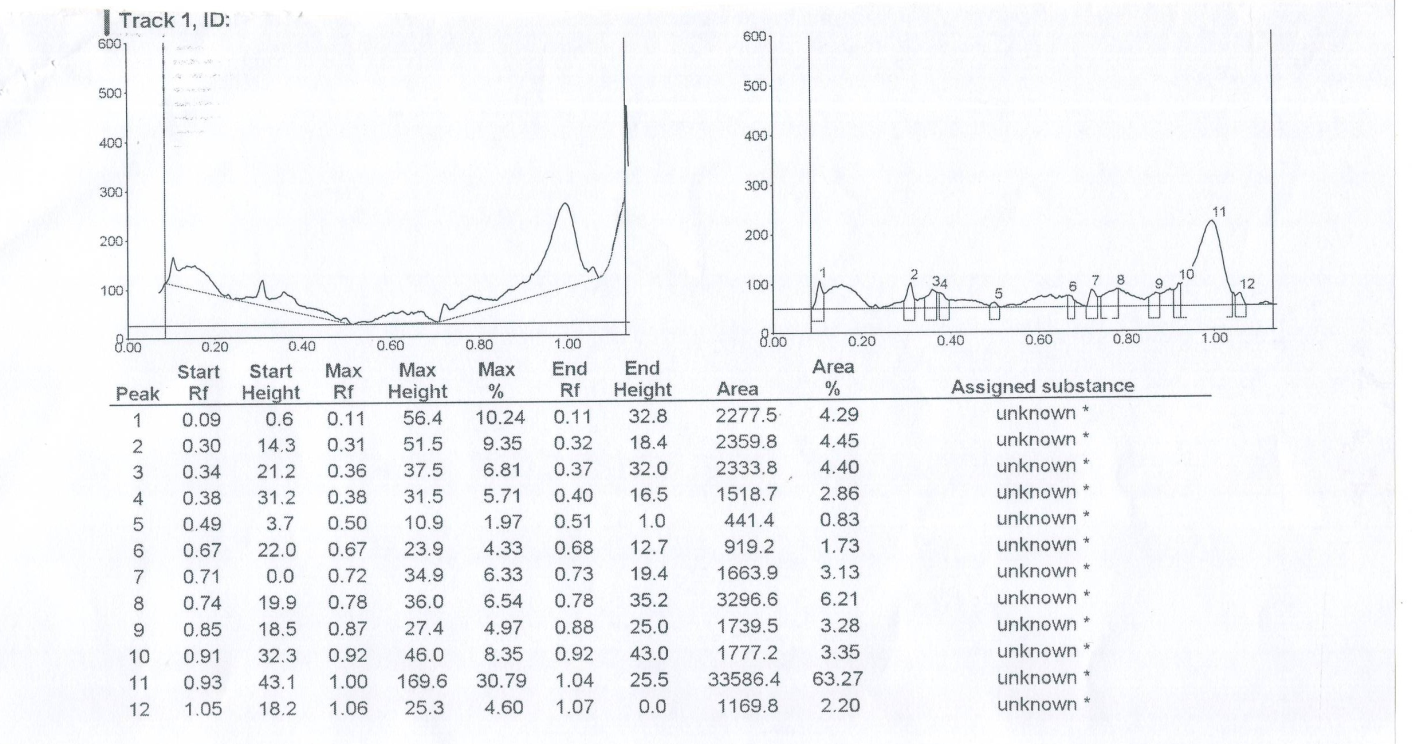 Track 1, ID:
600
500
400
300
200
100
0
0.00 0.20 0.40 0.60 0.80 1.00
600
500
400
300
200
100
0
0.00 0.20 0.40 0.60 0.80 1.00
1 2 3 4 5 6 7 8 9 10 11 12
Peak Start Rf Start Height Max Rf Max Height Max % End Rf End Height Area Area % Assigned substance
1 0.09 0.6 0.11 56.4 10.24 0.11 32.8 2277.5 4.29 unknown *
2 0.30 14.3 0.31 51.5 9.35 0.32 18.4 2359.8 4.45 unknown *
3 0.34 21.2 0.36 37.5 6.81 0.37 32.0 2333.8 4.40 unknown *
4 0.38 31.2 0.38 31.5 5.71 0.40 16.5 1518.7 2.86 unknown *
5 0.49 3.7 0.50 10.9 1.97 0.51 1.0 441.4 0.83 unknown *
6 0.67 22.0 0.67 23.9 4.33 0.68 12.7 919.2 1.73 unknown *
7 0.71 0.0 0.72 34.9 6.33 0.73 19.4 1663.9 3.13 unknown *
8 0.74 19.9 0.78 36.0 6.54 0.78 35.2 3296.6 6.21 unknown *
9 0.85 18.5 0.87 27.4 4.97 0.88 25.0 1739.5 3.28 unknown *
10 0.91 32.3 0.92 46.0 8.35 0.92 43.0 1777.2 3.35 unknown *
11 0.93 43.1 1.00 169.6 30.79 1.04 25.5 33586.4 63.27 unknown *
12 1.05 18.2 1.06 25.3 4.60 1.07 0.0 1169.8 2.20 unknown *